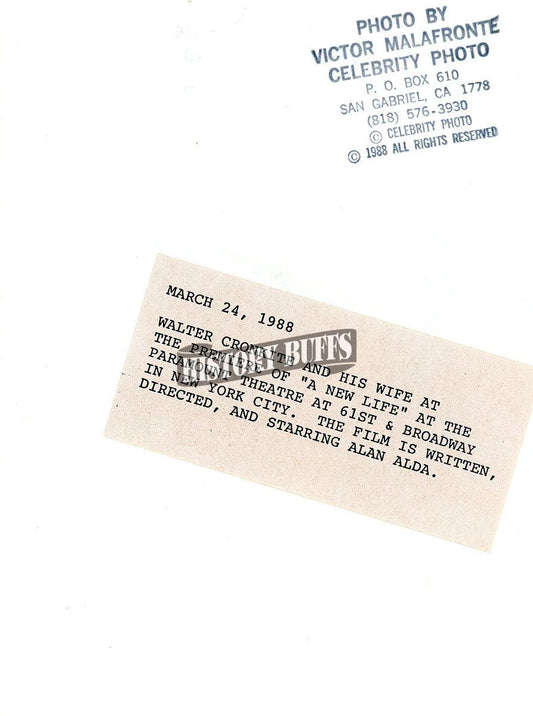 PHOTO BY
VICTOR MALAFRONTE
CELEBRITY PHOTO
P. O. BOX 610
SAN GABRIEL, CA 1778
(818) 576-3930
© CELEBRITY PHOTO
© 1988 ALL RIGHTS RESERVED
MARCH 24, 1988
WALTER CRONKITE AND HIS WIFE AT
THE PREMIERE OF "A NEW LIFE" AT THE
PARAMOUNT THEATRE AT 61ST & BROADWAY
IN NEW YORK CITY. THE FILM IS WRITTEN,
DIRECTED, AND STARRING ALAN ALDA.
HISTORY BUFFS